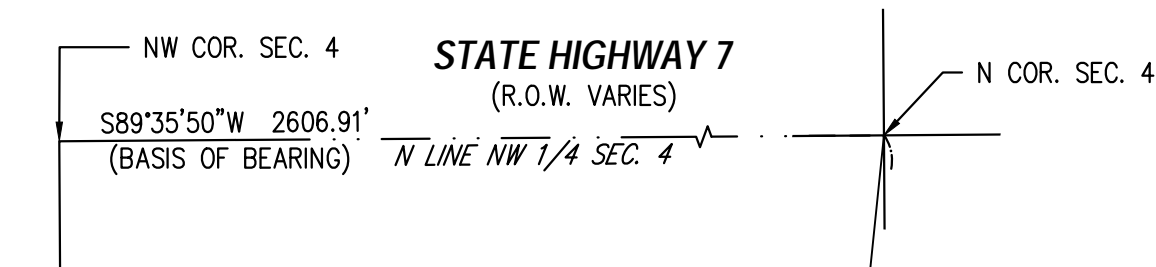 NW COR. SEC. 4
STATE HIGHWAY 7
(R.O.W. VARIES)
N COR. SEC. 4
S89°35'50"W 2606.91'
(BASIS OF BEARING)
N LINE NW 1/4 SEC. 4